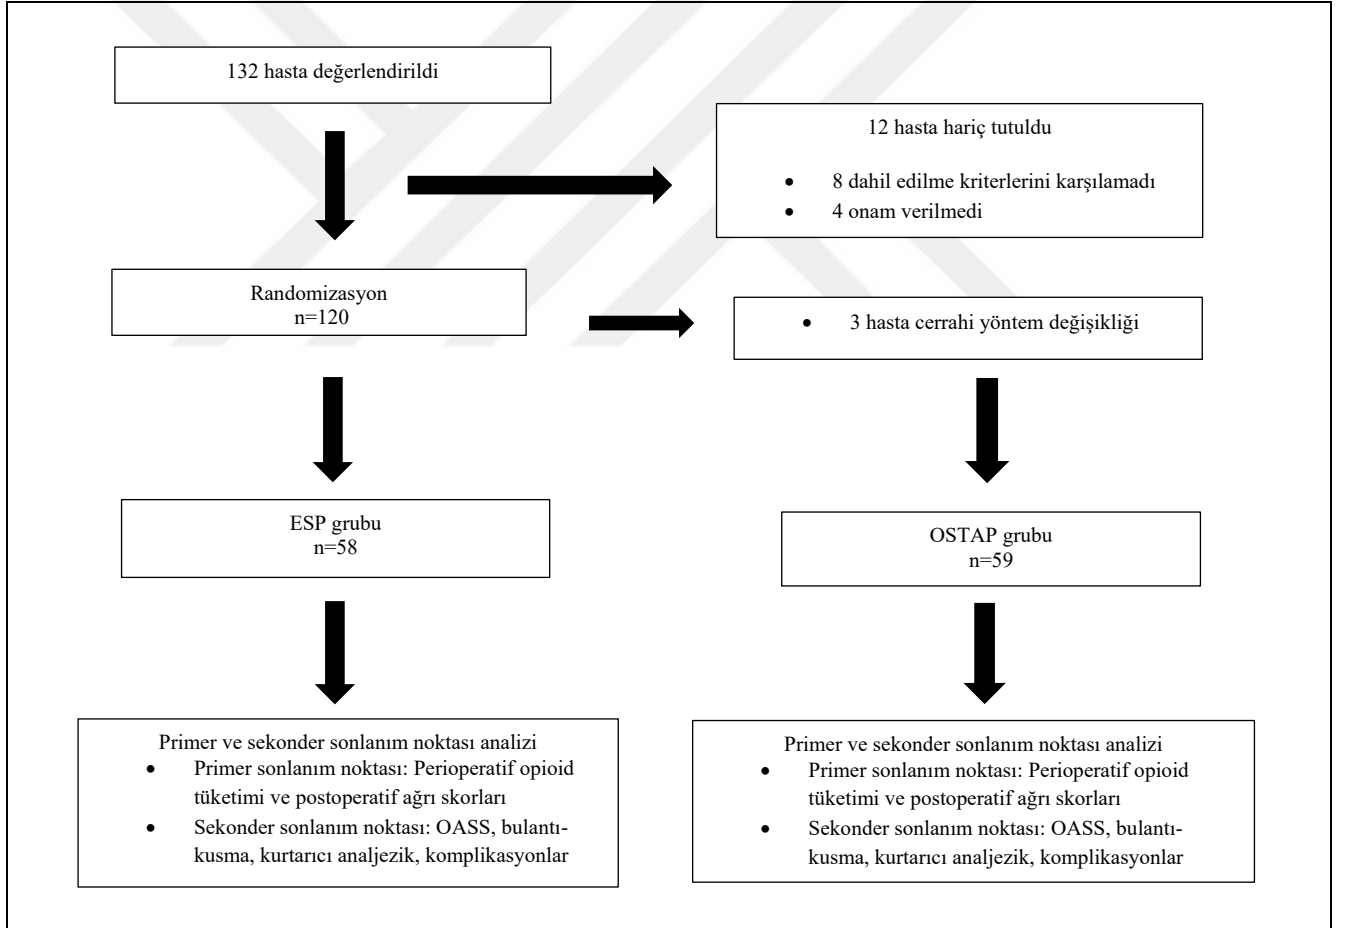 132 hasta değerlendirildi
12 hasta hariç tutuldu
• 8 dahil edilme kriterlerini karşılamadı
• 4 onam verilmedi
Randomizasyon
n=120
• 3 hasta cerrahi yöntem değişikliği
ESP grubu
n=58
OSTAP grubu
n=59
Primer ve sekonder sonlanım noktası analizi
• Primer sonlanım noktası: Perioperatif opioid
tüketimi ve postoperatif ağrı skorları
• Sekonder sonlanım noktası: OASS, bulantı-
kusma, kurtarıcı analjezik, komplikasyonlar
Primer ve sekonder sonlanım noktası analizi
• Primer sonlanım noktası: Perioperatif opioid
tüketimi ve postoperatif ağrı skorları
• Sekonder sonlanım noktası: OASS, bulantı-
kusma, kurtarıcı analjezik, komplikasyonlar